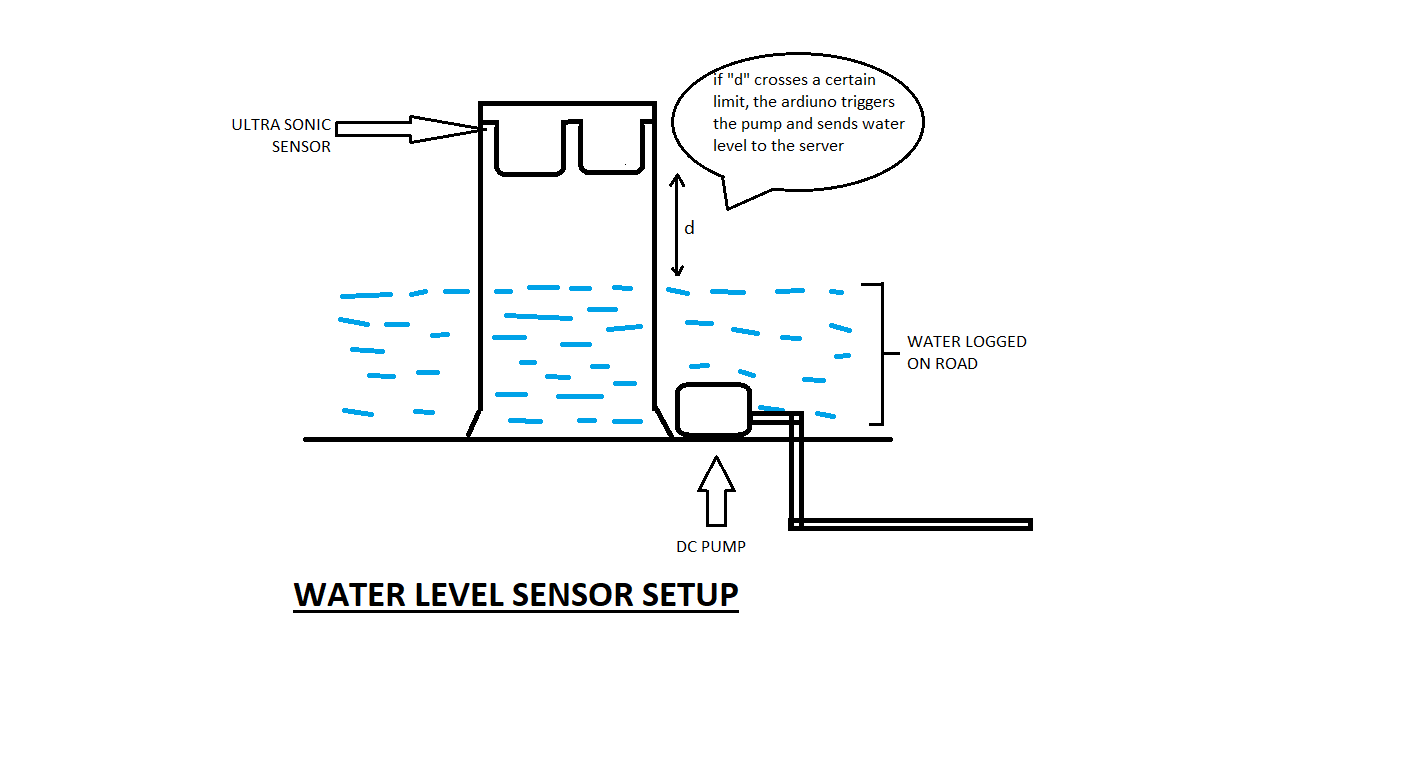 if "d" crosses a certain
limit, the ardiuno triggers
the pump and sends water
level to the server
ULTRA SONIC
SENSOR
d
WATER LOGGED
ON ROAD
DC PUMP
WATER LEVEL SENSOR SETUP